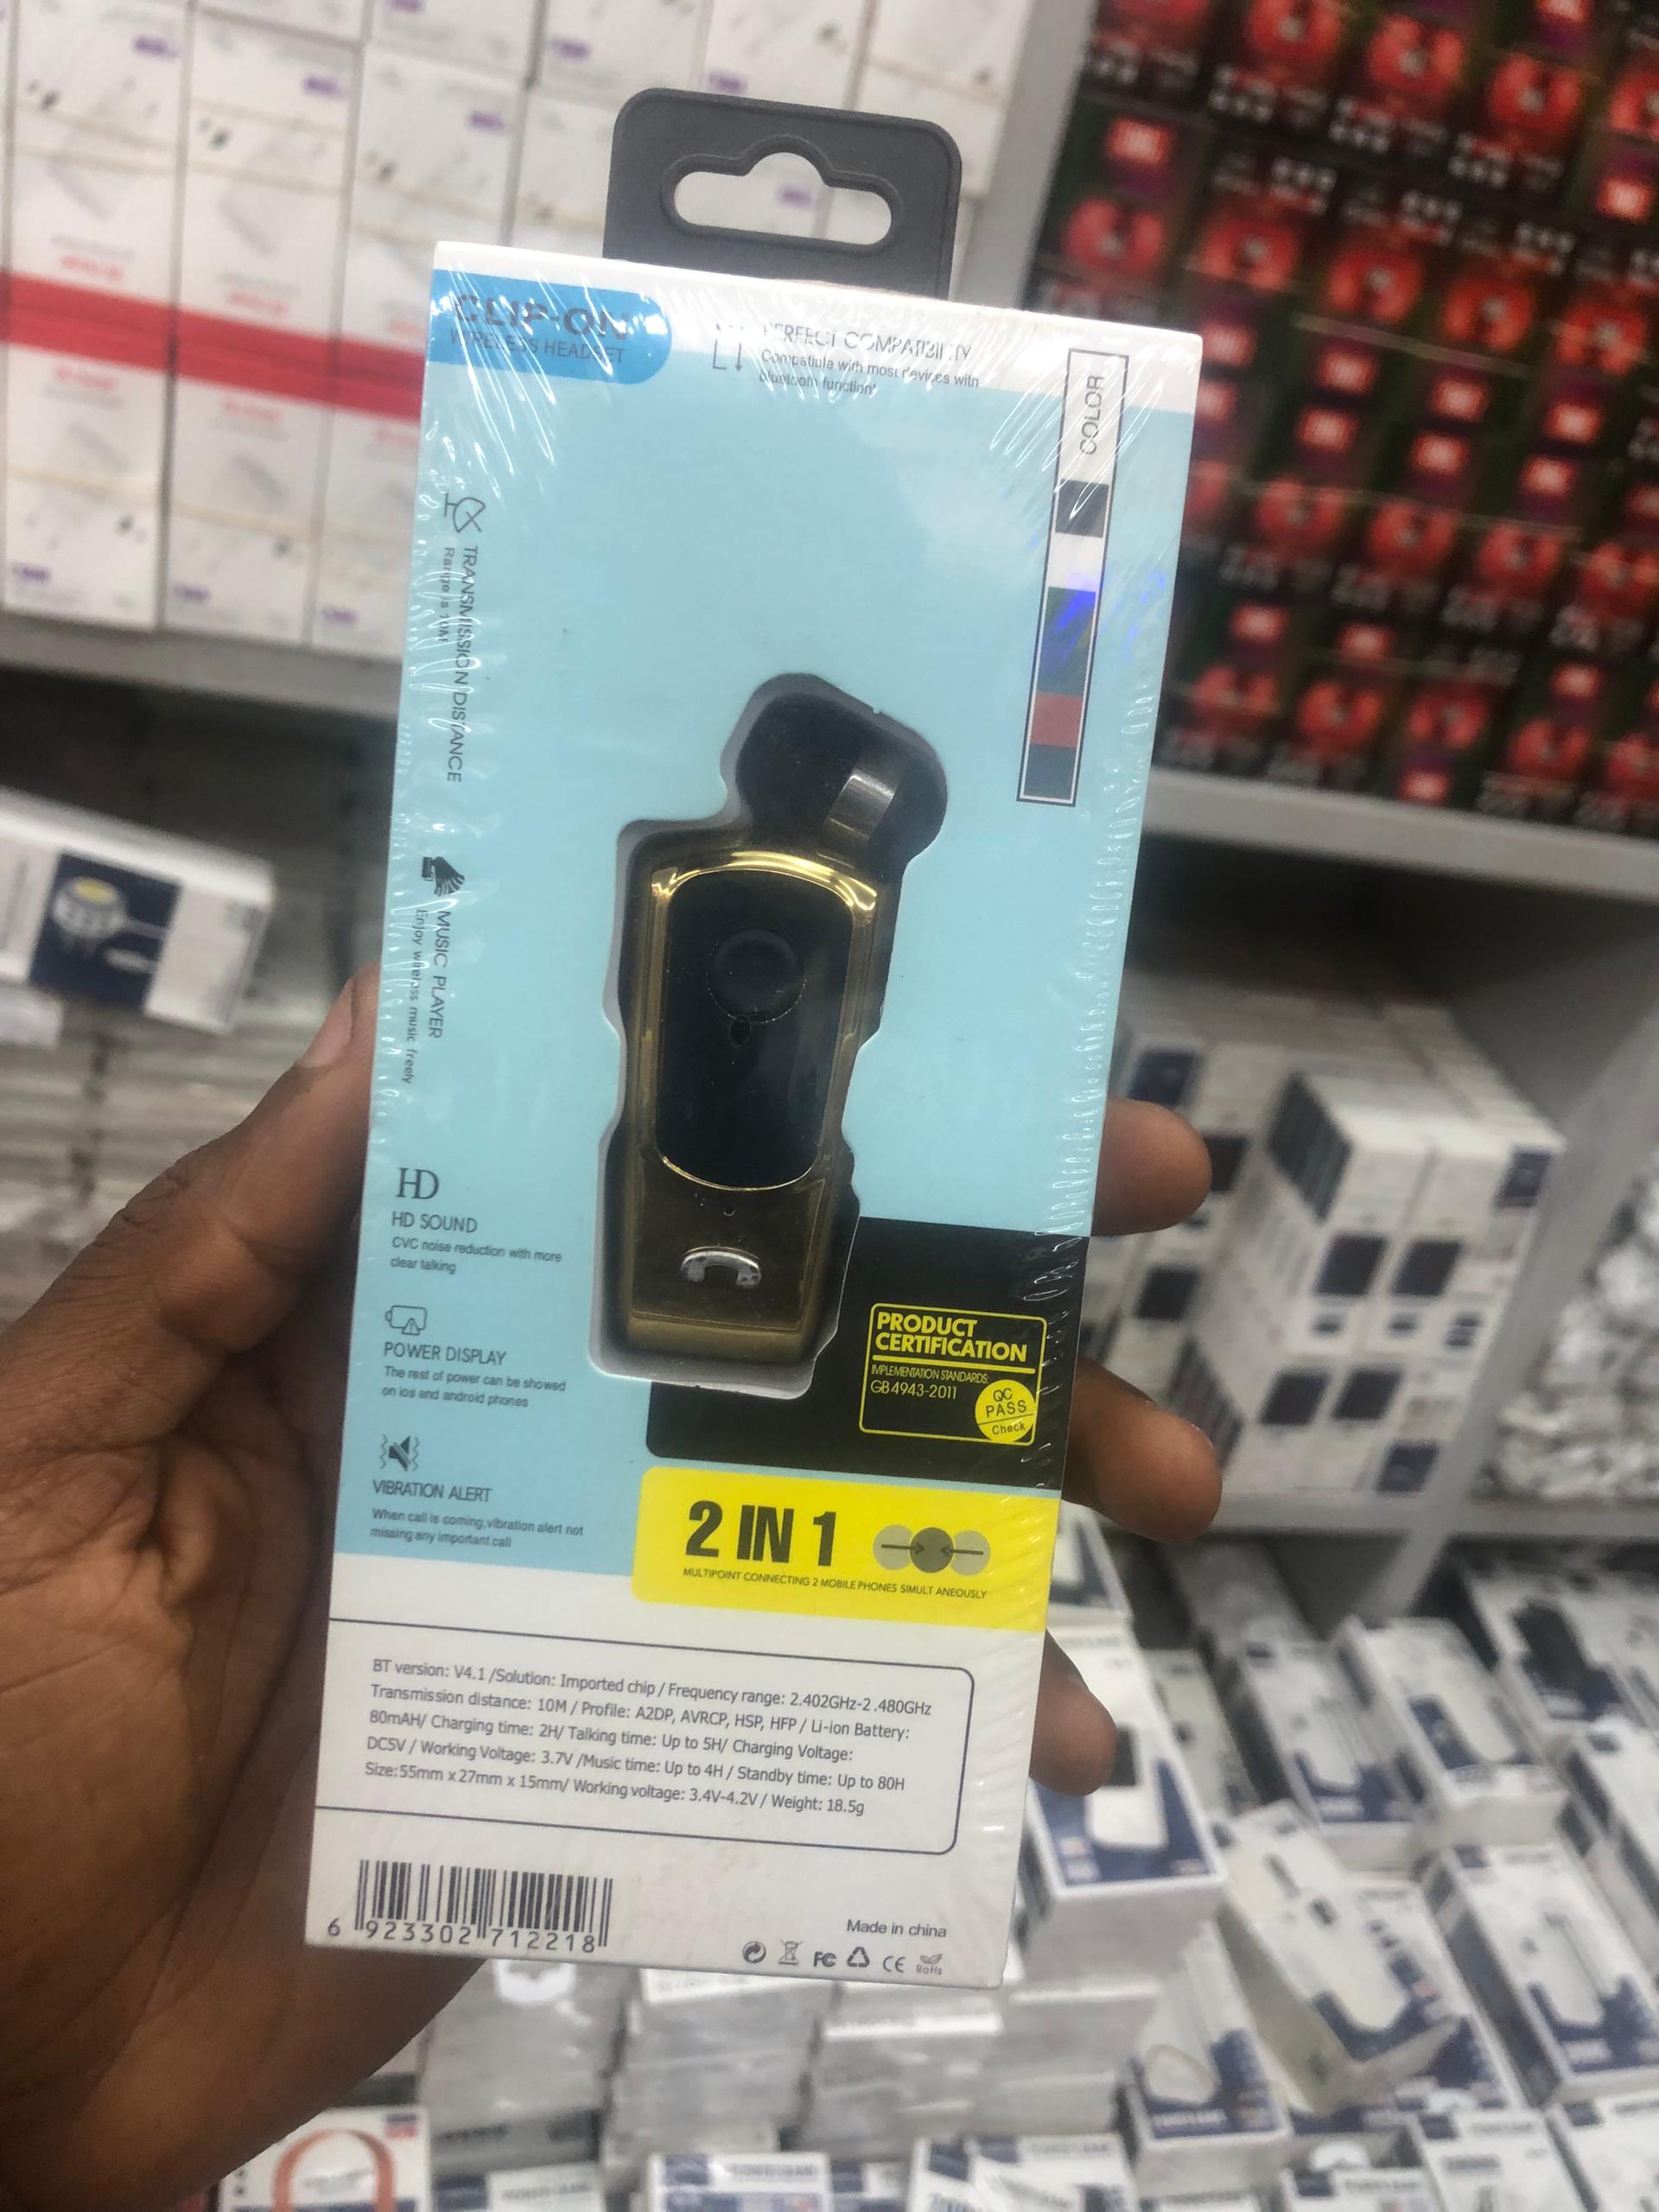 CLIP-ON
WIRELESS HEADSET
PERFECT COMPATIBILITY
Compatible with most devices with
bluetooth function*
COLOR
TRANSMISSION DISTANCE
Range is 10M
MUSIC PLAYER
Enjoy wireless music freely
HD
HD SOUND
CVC noise reduction with more
clear talking
POWER DISPLAY
The rest of power can be showed
on ios and android phones
VIBRATION ALERT
When call is coming,vibration alert not
missing any important call
PRODUCT
CERTIFICATION
IMPLEMENTATION STANDARDS:
GB4943-2011
QC
PASS
Check
2 IN 1
MULTIPOINT CONNECTING 2 MOBILE PHONES SIMULT ANEOUSLY
BT version: V4.1 /Solution: Imported chip / Frequency range: 2.402GHz-2.480GHz
Transmission distance: 10M / Profile: A2DP, AVRCP, HSP, HFP / Li-ion Battery:
80mAH/ Charging time: 2H/ Talking time: Up to 5H/ Charging Voltage:
DC5V / Working Voltage: 3.7V /Music time: Up to 4H / Standby time: Up to 80H
Size:55mm x 27mm x 15mm/ Working voltage: 3.4V-4.2V / Weight: 18.5g
6 923302 712218
Made in china
FC CE RoHs